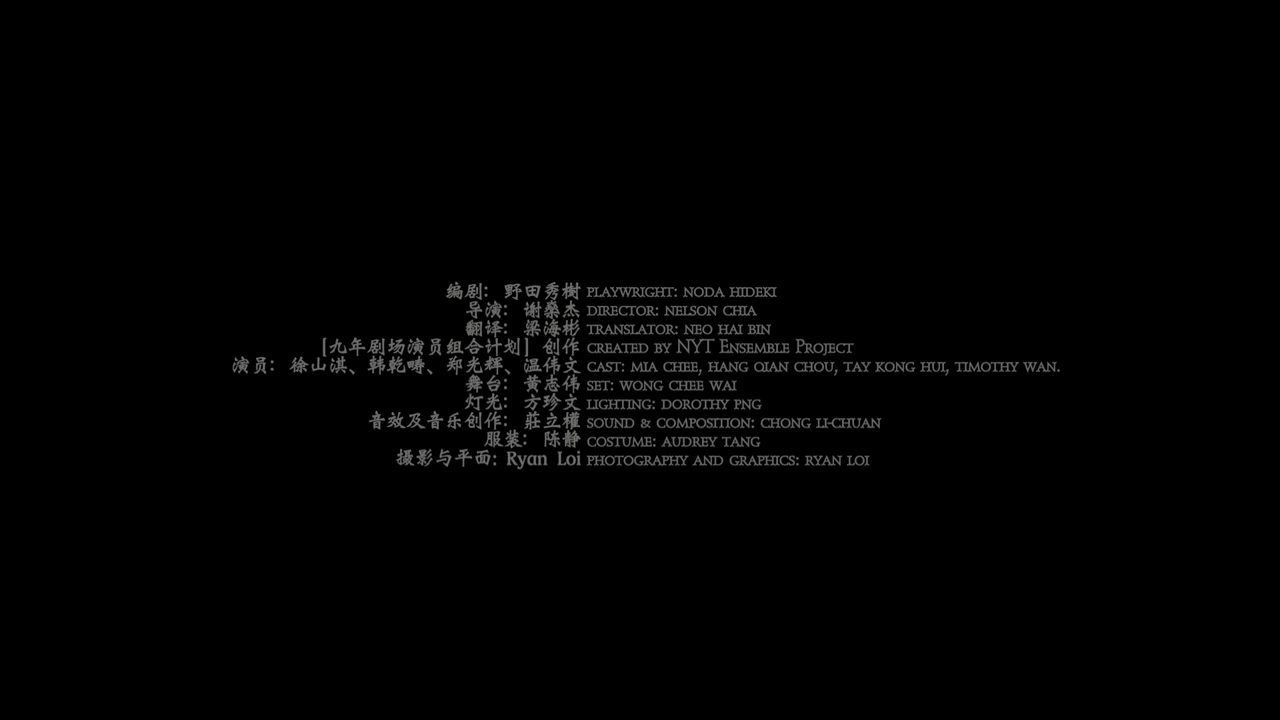 编剧: 野田秀樹 PLAYWRIGHT: NODA HIDEKI
导演: 谢燊杰 DIRECTOR: NELSON CHIA
翻译: 梁海彬 TRANSLATOR: NEO HAI BIN
[九年剧场演员组合计划] 创作 CREATED BY NYT ENSEMBLE PROJECT
演员: 徐山淇、韩乾畴、郑光辉、温伟文 CAST: MIA CHEE, HANG QIAN CHOU, TAY KONG HUI, TIMOTHY WAN.
舞台: 黄志伟 SET: WONG CHEE WAI
灯光: 方珍文 LIGHTING: DOROTHY PNG
音效及音乐创作: 莊立權 SOUND & COMPOSITION: CHONG LI-CHUAN
服装: 陈静 COSTUME: AUDREY TANG
摄影与平面: Ryan Loi PHOTOGRAPHY AND GRAPHICS: RYAN LOI